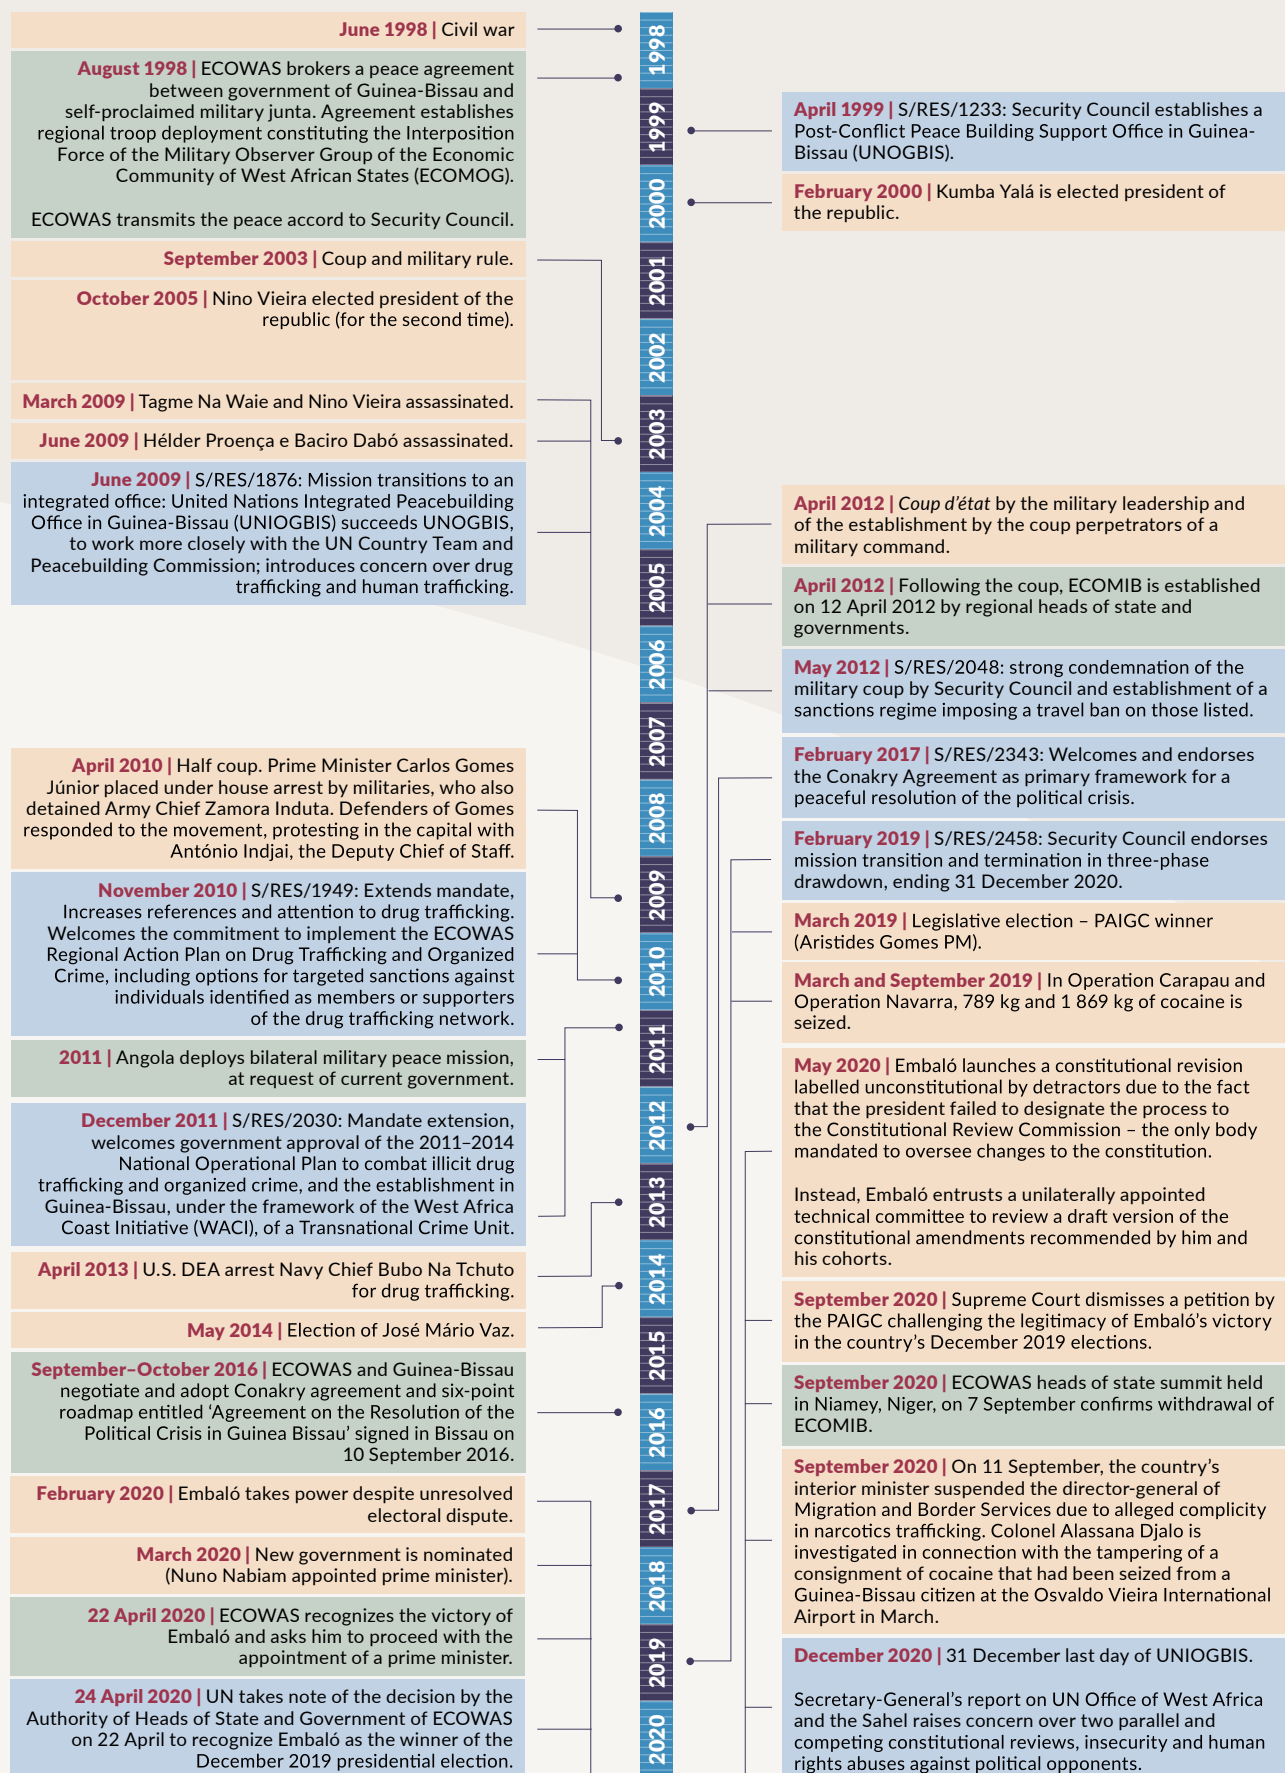 June 1998 | Civil war
August 1998 | ECOWAS brokers a peace agreement
between government of Guinea-Bissau and
self-proclaimed military junta. Agreement establishes
regional troop deployment constituting the Interposition
Force of the Military Observer Group of the Economic
Community of West African States (ECOMOG).
ECOWAS transmits the peace accord to Security Council.
September 2003 | Coup and military rule.
October 2005 | Nino Vieira elected president of the
republic (for the second time).
March 2009 | Tagme Na Waie and Nino Vieira assassinated.
June 2009 | Hélder Proença e Baciro Dabó assassinated.
June 2009 | S/RES/1876: Mission transitions to an
integrated office: United Nations Integrated Peacebuilding
Office in Guinea-Bissau (UNIOGBIS) succeeds UNOGBIS,
to work more closely with the UN Country Team and
Peacebuilding Commission; introduces concern over drug
trafficking and human trafficking.
April 2010 | Half coup. Prime Minister Carlos Gomes
Júnior placed under house arrest by militaries, who also
detained Army Chief Zamora Induta. Defenders of Gomes
responded to the movement, protesting in the capital with
António Indjai, the Deputy Chief of Staff.
November 2010 | S/RES/1949: Extends mandate,
Increases references and attention to drug trafficking.
Welcomes the commitment to implement the ECOWAS
Regional Action Plan on Drug Trafficking and Organized
Crime, including options for targeted sanctions against
individuals identified as members or supporters
of the drug trafficking network.
2011 | Angola deploys bilateral military peace mission,
at request of current government.
December 2011 | S/RES/2030: Mandate extension,
welcomes government approval of the 2011–2014
National Operational Plan to combat illicit drug
trafficking and organized crime, and the establishment in
Guinea-Bissau, under the framework of the West Africa
Coast Initiative (WACI), of a Transnational Crime Unit.
April 2013 | U.S. DEA arrest Navy Chief Bubo Na Tchuto
for drug trafficking.
May 2014 | Election of José Mário Vaz.
September–October 2016 | ECOWAS and Guinea-Bissau
negotiate and adopt Conakry agreement and six-point
roadmap entitled ‘Agreement on the Resolution of the
Political Crisis in Guinea Bissau’ signed in Bissau on
10 September 2016.
February 2020 | Embaló takes power despite unresolved
electoral dispute.
March 2020 | New government is nominated
(Nuno Nabiam appointed prime minister).
22 April 2020 | ECOWAS recognizes the victory of
Embaló and asks him to proceed with the
appointment of a prime minister.
24 April 2020 | UN takes note of the decision by the
Authority of Heads of State and Government of ECOWAS
on 22 April to recognize Embaló as the winner of the
December 2019 presidential election.
1998
1999
2000
2001
2002
2003
2004
2005
2006
2007
2008
2009
2010
2011
2012
2013
2014
2015
2016
2017
2018
2019
2020
April 1999 | S/RES/1233: Security Council establishes a
Post-Conflict Peace Building Support Office in Guinea-
Bissau (UNOGBIS).
February 2000 | Kumba Yalá is elected president of
the republic.
April 2012 | Coup d’état by the military leadership and
of the establishment by the coup perpetrators of a
military command.
April 2012 | Following the coup, ECOMIB is established
on 12 April 2012 by regional heads of state and
governments.
May 2012 | S/RES/2048: strong condemnation of the
military coup by Security Council and establishment of a
sanctions regime imposing a travel ban on those listed.
February 2017 | S/RES/2343: Welcomes and endorses
the Conakry Agreement as primary framework for a
peaceful resolution of the political crisis.
February 2019 | S/RES/2458: Security Council endorses
mission transition and termination in three-phase
drawdown, ending 31 December 2020.
March 2019 | Legislative election – PAIGC winner
(Aristides Gomes PM).
March and September 2019 | In Operation Carapau and
Operation Navarra, 789 kg and 1 869 kg of cocaine is
seized.
May 2020 | Embaló launches a constitutional revision
labelled unconstitutional by detractors due to the fact
that the president failed to designate the process to
the Constitutional Review Commission – the only body
mandated to oversee changes to the constitution.
Instead, Embaló entrusts a unilaterally appointed
technical committee to review a draft version of the
constitutional amendments recommended by him and
his cohorts.
September 2020 | Supreme Court dismisses a petition by
the PAIGC challenging the legitimacy of Embaló’s victory
in the country’s December 2019 elections.
September 2020 | ECOWAS heads of state summit held
in Niamey, Niger, on 7 September confirms withdrawal of
ECOMIB.
September 2020 | On 11 September, the country’s
interior minister suspended the director-general of
Migration and Border Services due to alleged complicity
in narcotics trafficking. Colonel Alassana Djalo is
investigated in connection with the tampering of a
consignment of cocaine that had been seized from a
Guinea-Bissau citizen at the Osvaldo Vieira International
Airport in March.
December 2020 | 31 December last day of UNIOGBIS.
Secretary-General’s report on UN Office of West Africa
and the Sahel raises concern over two parallel and
competing constitutional reviews, insecurity and human
rights abuses against political opponents.